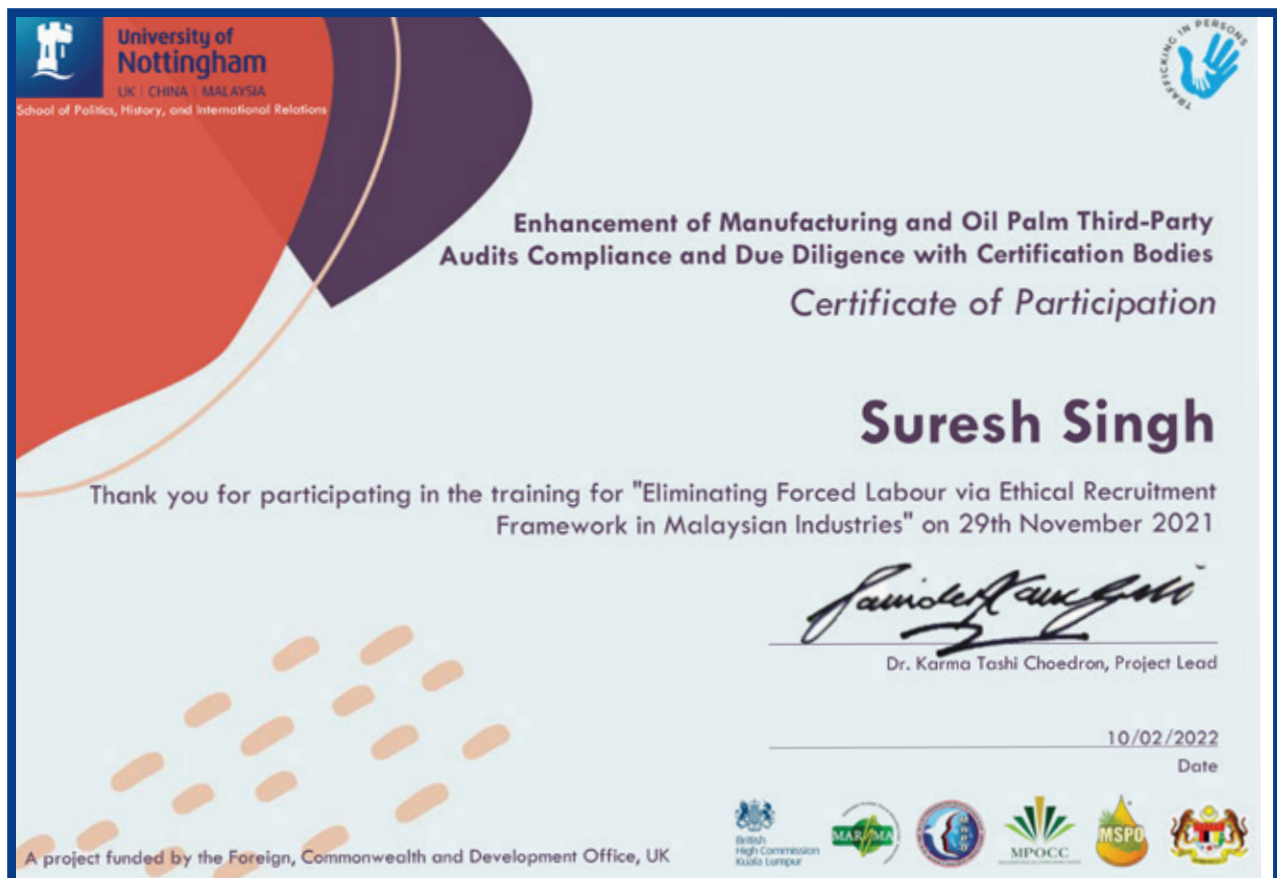 University of
Nottingham
UK | CHINA | MALAYSIA
School of Politics, History, and International Relations
TRAFFICKING IN PERSONS
Enhancement of Manufacturing and Oil Palm Third-Party
Audits Compliance and Due Diligence with Certification Bodies
Certificate of Participation
Suresh Singh
Thank you for participating in the training for "Eliminating Forced Labour via Ethical Recruitment
Framework in Malaysian Industries" on 29th November 2021
Dr. Karma Tashi Choedron, Project Lead
10/02/2022
Date
British
High Commission
Kuala Lumpur
MPOCC
MSPO
A project funded by the Foreign, Commonwealth and Development Office, UK